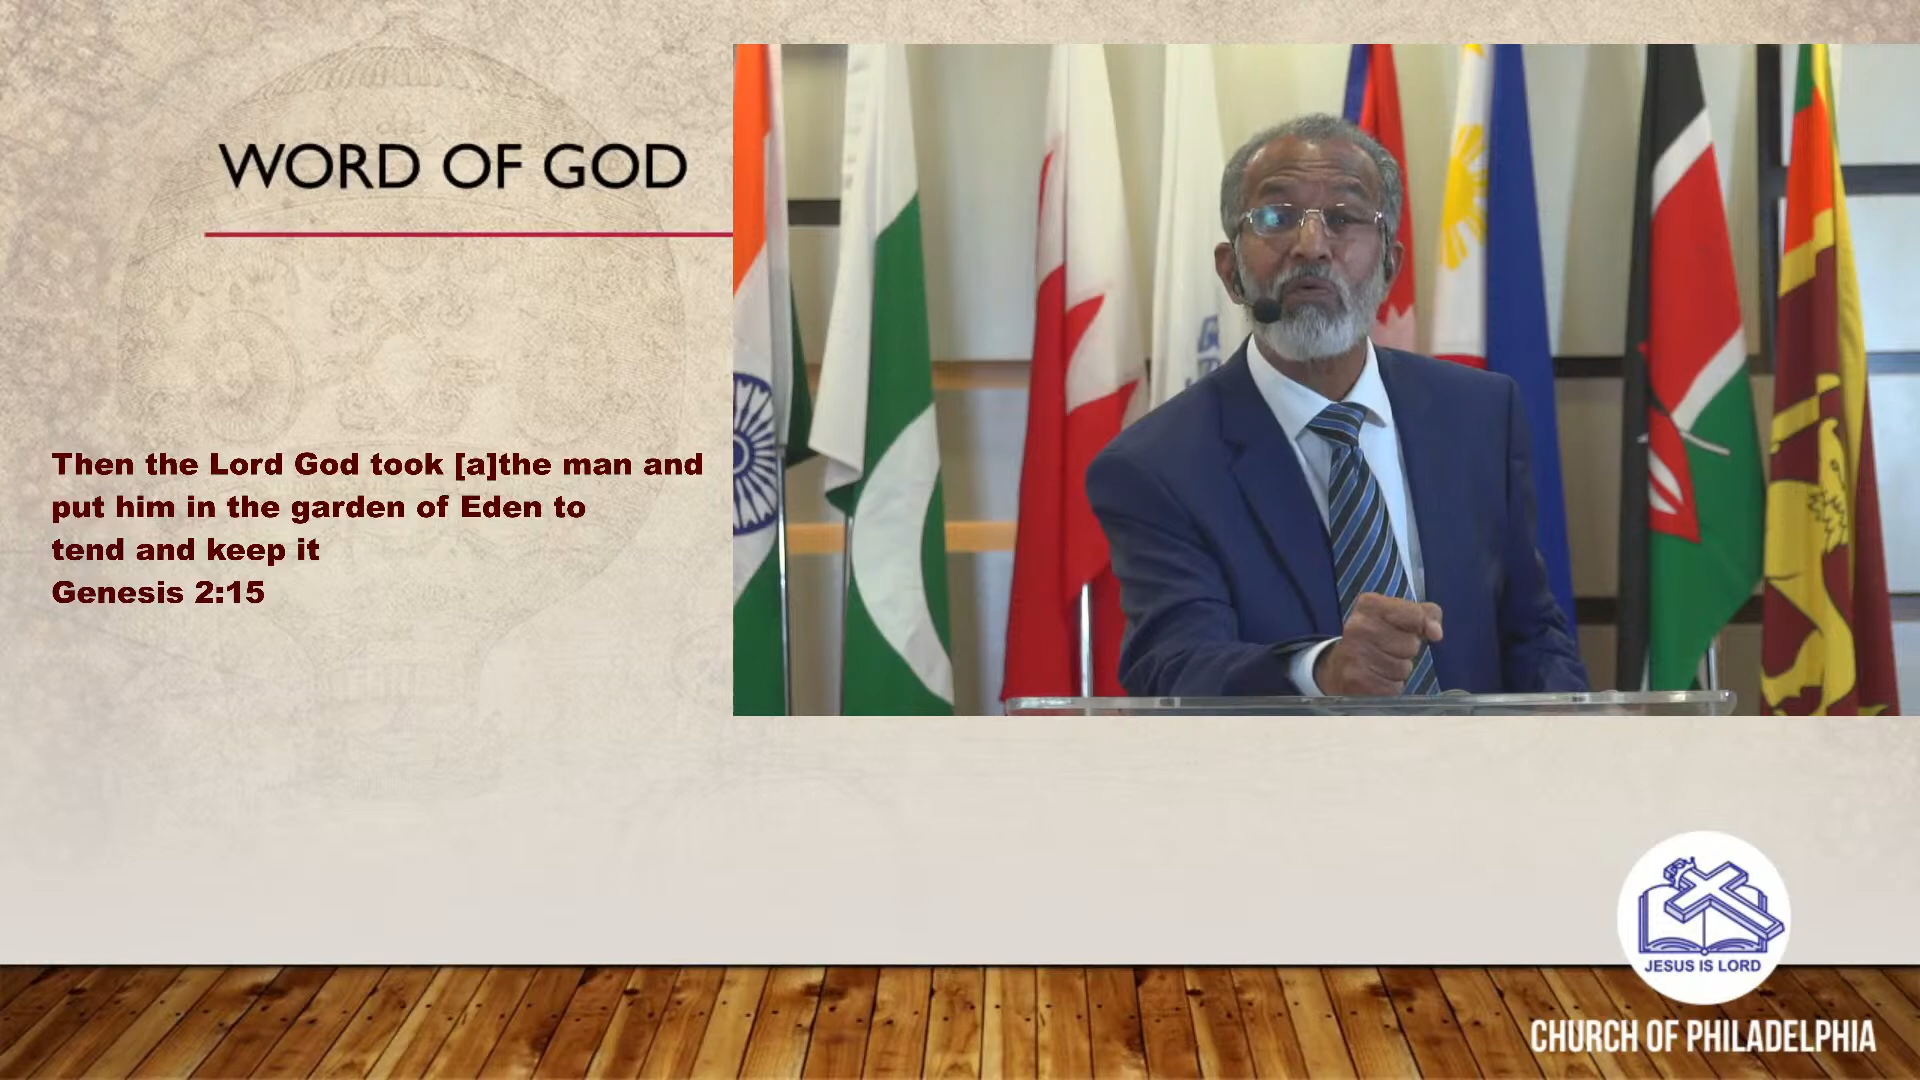 WORD OF GOD
Then the Lord God took [a]the man and
put him in the garden of Eden to
tend and keep it
Genesis 2:15
JESUS IS LORD
CHURCH OF PHILADELPHIA